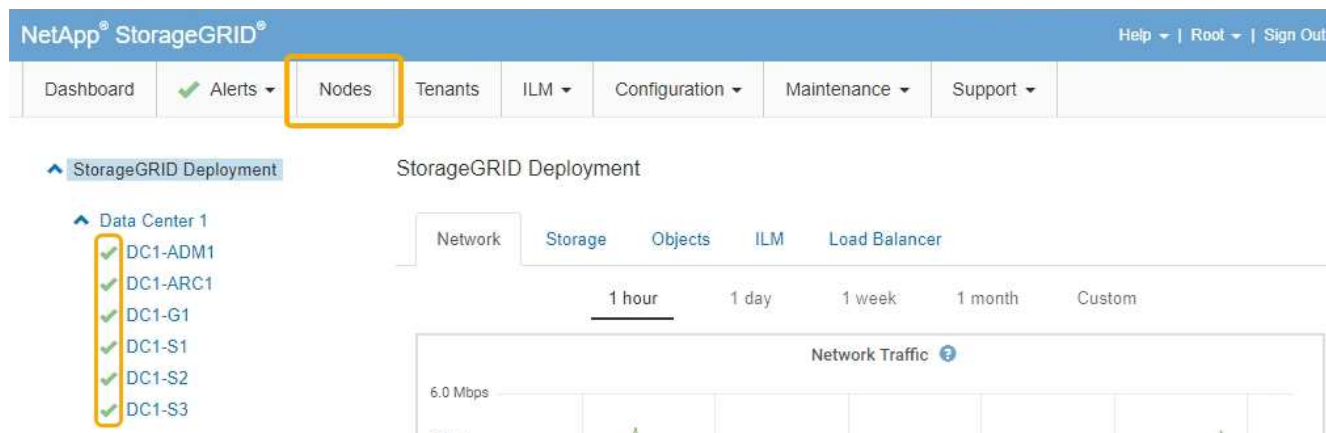 NetApp® StorageGRID®
Help | Root | Sign Out
Dashboard Alerts Nodes Tenants ILM Configuration Maintenance Support
StorageGRID Deployment
StorageGRID Deployment
Data Center 1
Network Storage Objects ILM Load Balancer
DC1-ADM1
DC1-ARC1
1 hour 1 day 1 week 1 month Custom
DC1-G1
DC1-S1
Network Traffic
DC1-S2
6.0 Mbps
DC1-S3